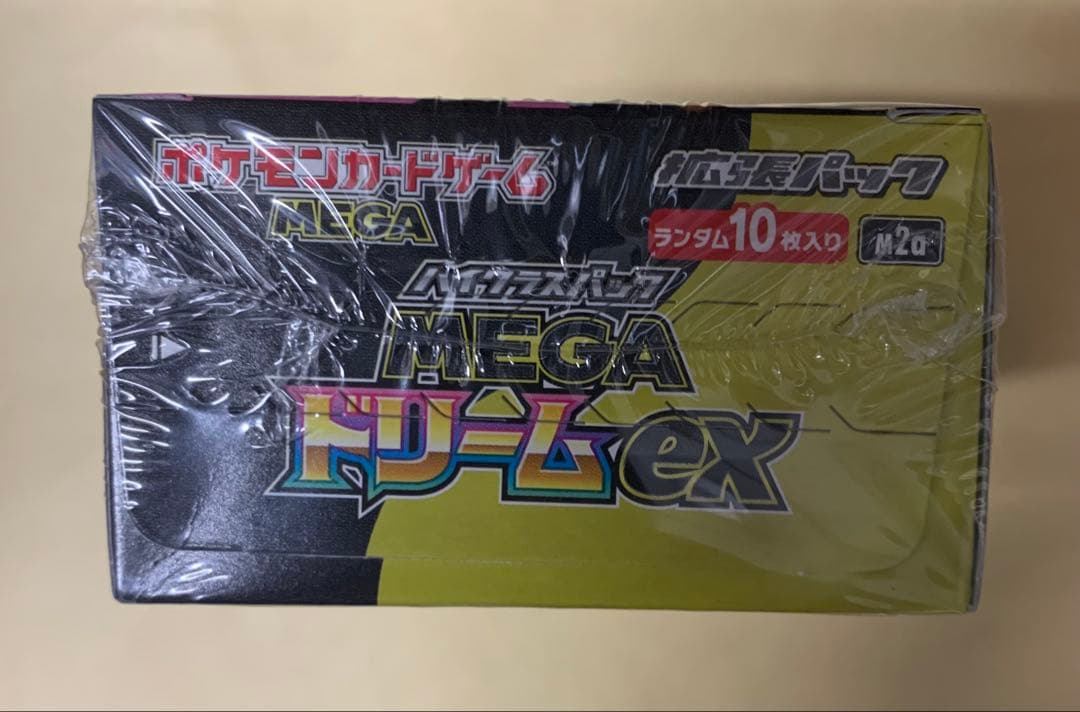 ポケモンカードゲーム
MEGA
拡張パック
ランダム10枚入り
M2a
ハイクラスパック
MEGA
ドリームex